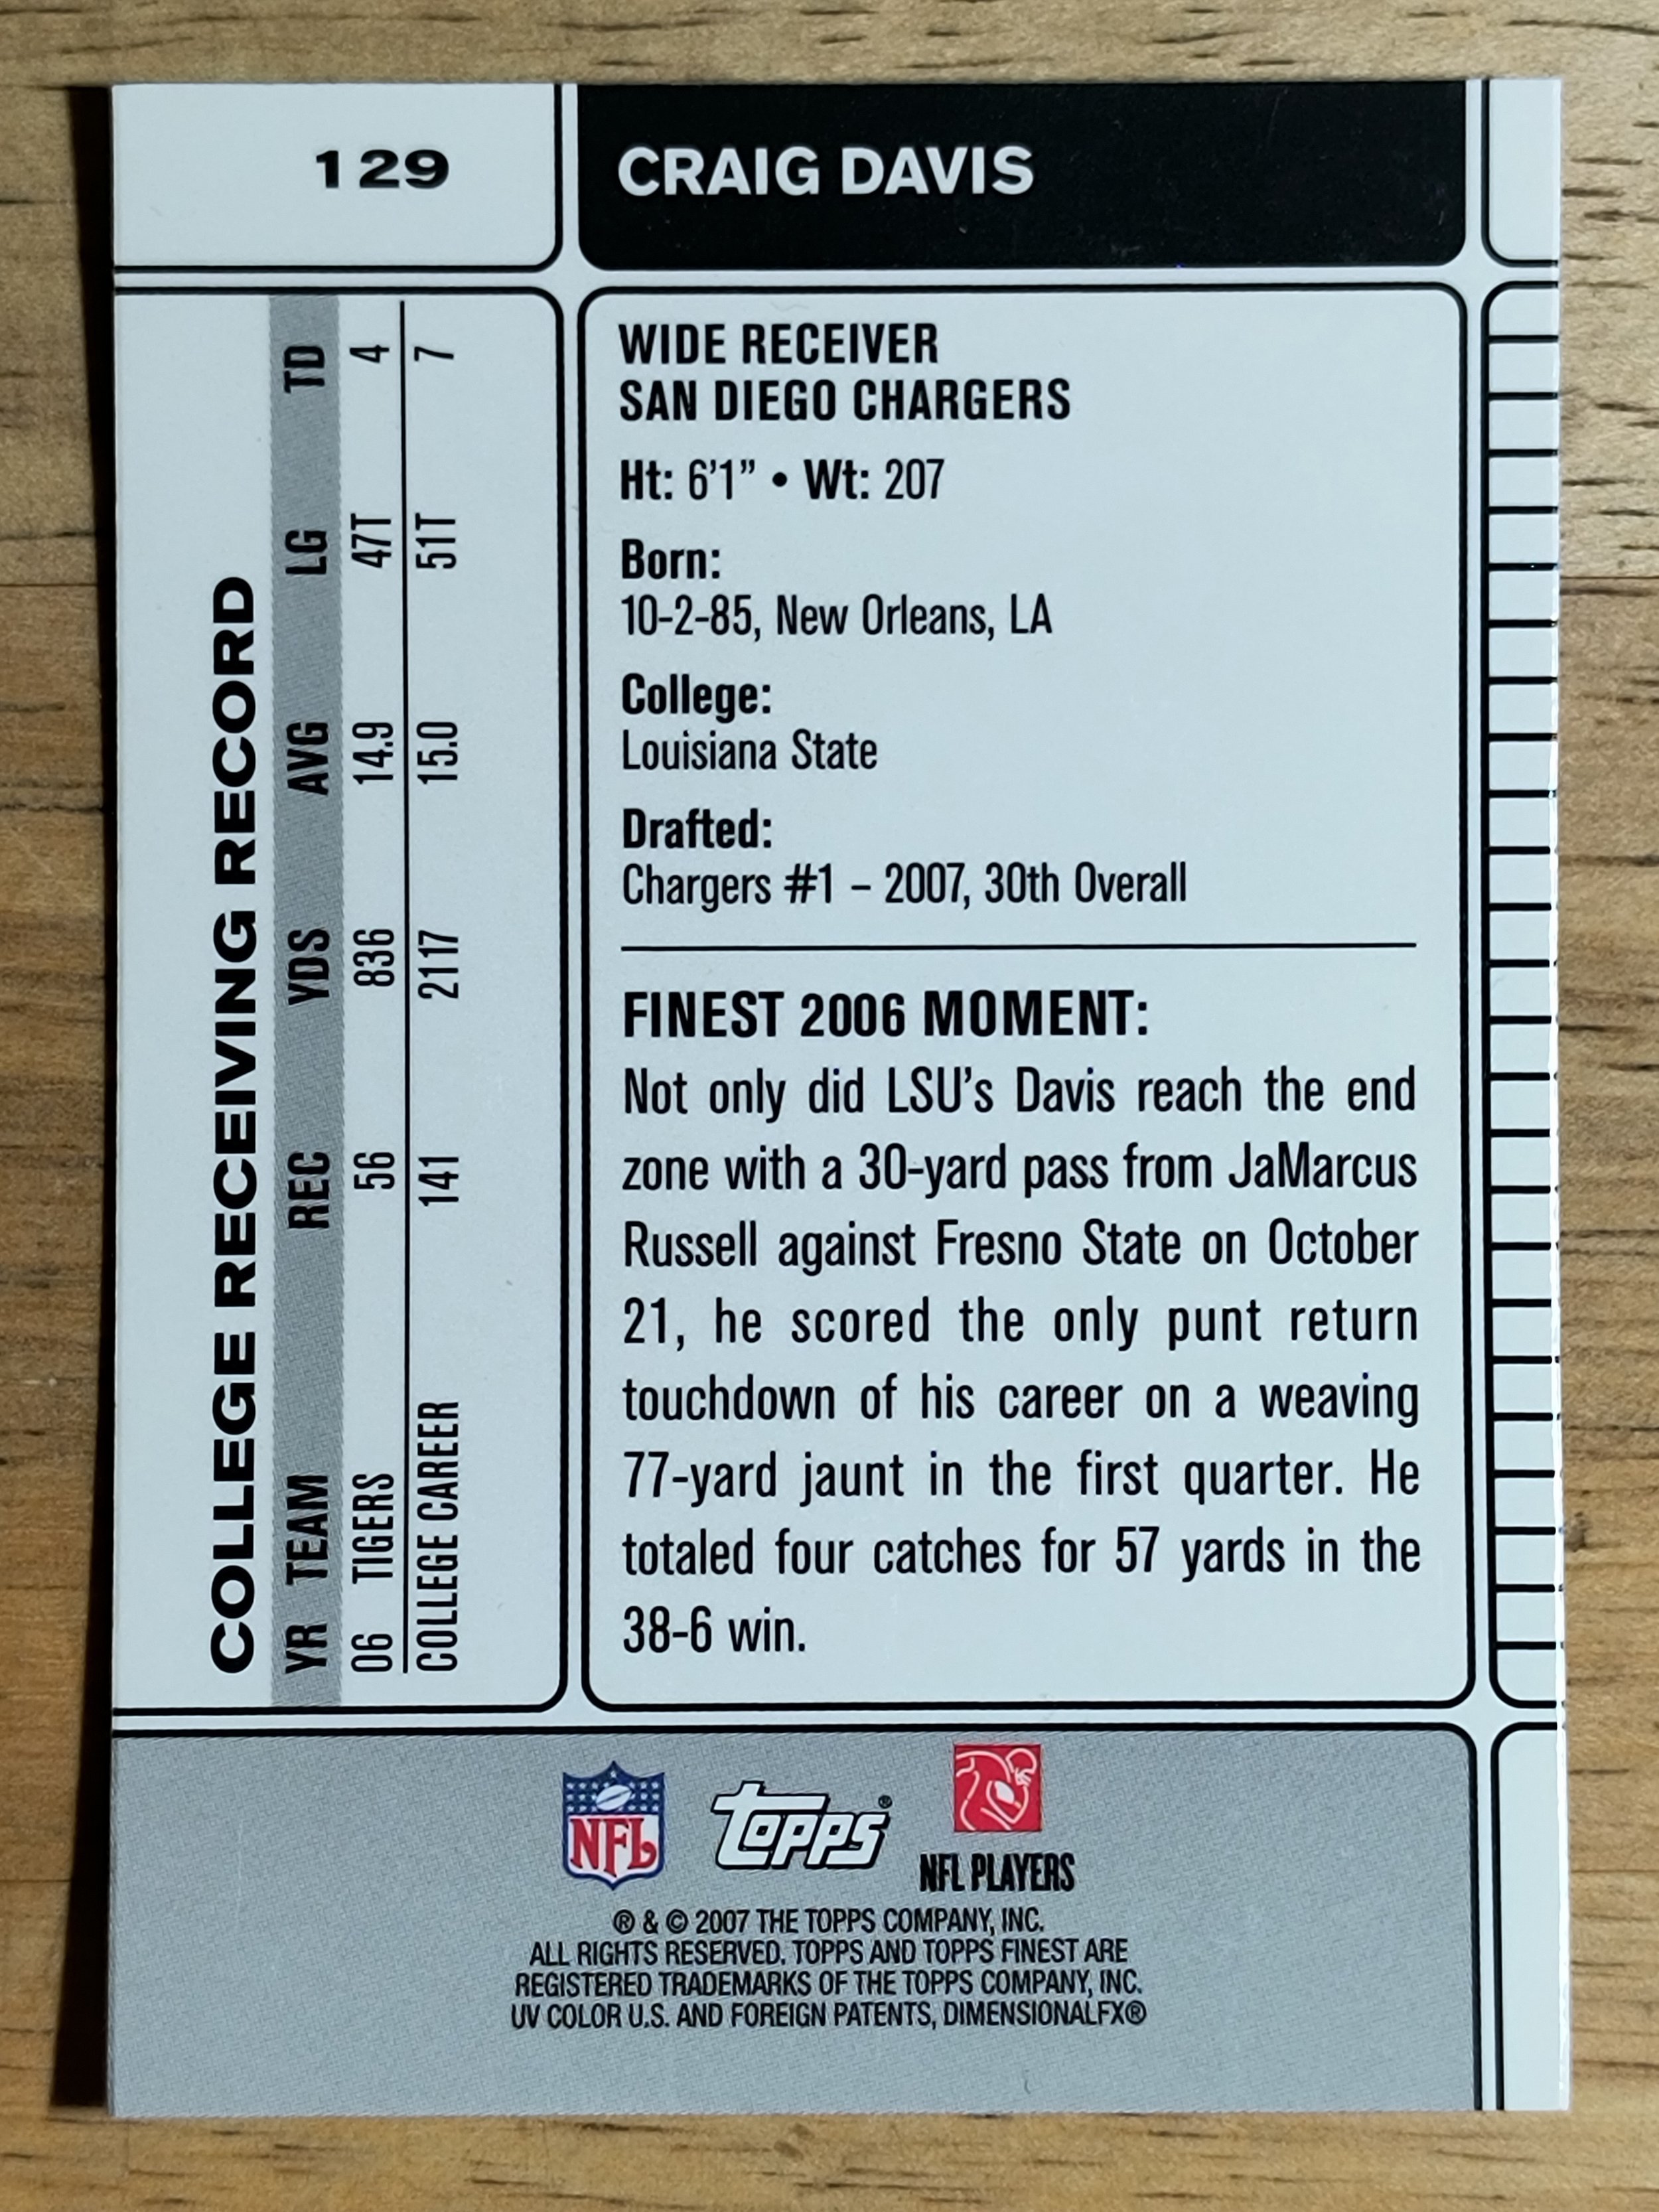 129
CRAIG DAVIS
COLLEGE RECEIVING RECORD
YR TEAM REC YDS AVG LG TD
06 TIGERS 56 836 14.9 47T 4
COLLEGE CAREER 141 2117 15.0 51T 7
WIDE RECEIVER
SAN DIEGO CHARGERS
Ht: 6’1” • Wt: 207
Born:
10-2-85, New Orleans, LA
College:
Louisiana State
Drafted:
Chargers #1 – 2007, 30th Overall
FINEST 2006 MOMENT:
Not only did LSU’s Davis reach the end
zone with a 30-yard pass from JaMarcus
Russell against Fresno State on October
21, he scored the only punt return
touchdown of his career on a weaving
77-yard jaunt in the first quarter. He
totaled four catches for 57 yards in the
38-6 win.
NFL
topps®
NFL PLAYERS
® & © 2007 THE TOPPS COMPANY, INC.
ALL RIGHTS RESERVED. TOPPS AND TOPPS FINEST ARE
REGISTERED TRADEMARKS OF THE TOPPS COMPANY, INC.
UV COLOR U.S. AND FOREIGN PATENTS, DIMENSIONALFX®